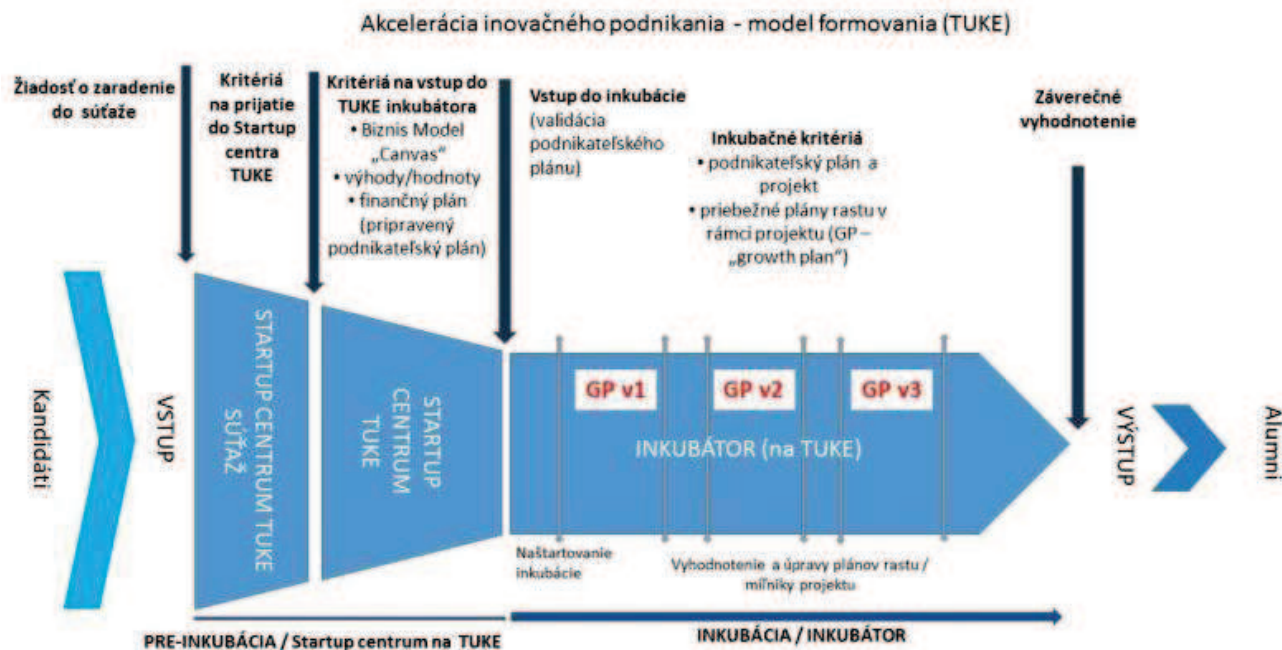 Akcelerácia inovačného podnikania - model formovania (TUKE)
Žiadosť o zaradenie
do súťaže
Kritériá
na prijatie
do Startup
centra
TUKE
Kritériá na vstup do
TUKE inkubátora
• Biznis Model
„Canvas“
• výhody/hodnoty
• finančný plán
(pripravený
podnikateľský plán)
Vstup do inkubácie
(validácia
podnikateľského
plánu)
Inkubačné kritériá
• podnikateľský plán a
projekt
• priebežné plány rastu v
rámci projektu (GP –
„growth plan“)
Záverečné
vyhodnotenie
Kandidáti
VSTUP
STARTUP CENTRUM TUKE
SÚŤAŽ
STARTUP
CENTRUM
TUKE
GP v1
GP v2
GP v3
INKUBÁTOR (na TUKE)
VÝSTUP
Alumni
Naštartovanie
inkubácie
Vyhodnotenie a úpravy plánov rastu /
míľniky projektu
PRE-INKUBÁCIA / Startup centrum na TUKE
INKUBÁCIA / INKUBÁTOR